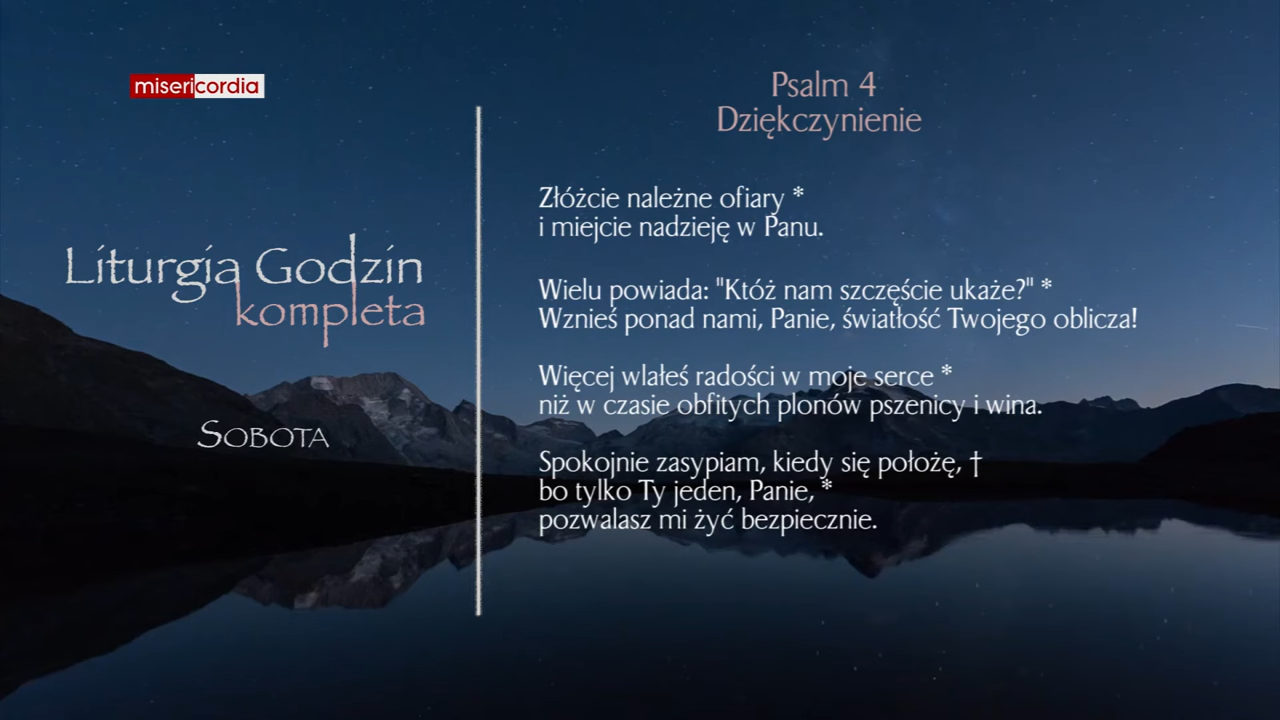 misericordia
Liturgia Godzin
kompleta
SOBOTA
Psalm 4
Dziękczynienie
Złóżcie należne ofiary *
i miejcie nadzieję w Panu.
Wielu powiada: "Któż nam szczęście ukaże?" *
Wznieś ponad nami, Panie, światłość Twojego oblicza!
Więcej wlałeś radości w moje serce *
niż w czasie obfitych plonów pszenicy i wina.
Spokojnie zasypiam, kiedy się położę, †
bo tylko Ty jeden, Panie, *
pozwalasz mi żyć bezpiecznie.